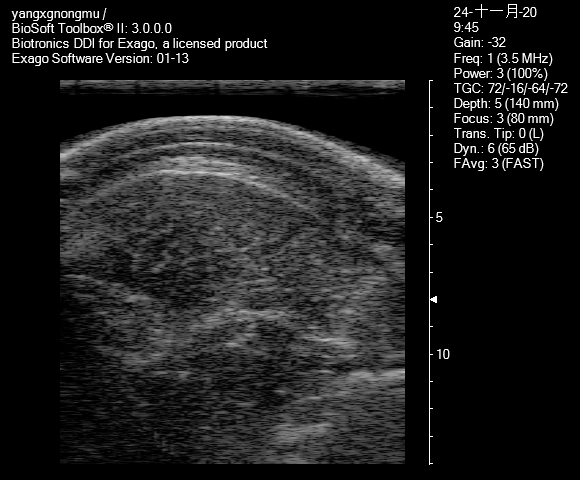 yangxgnongmu /
BioSoft Toolbox® II: 3.0.0.0
Biotronics DDI for Exago, a licensed product
Exago Software Version: 01-13
24-十一月-20
9:45
Gain: -32
Freq: 1 (3.5 MHz)
Power: 3 (100%)
TGC: 72/-16/-64/-72
Depth: 5 (140 mm)
Focus: 3 (80 mm)
Trans. Tip: 0 (L)
Dyn.: 6 (65 dB)
FAvg: 3 (FAST)
5
10